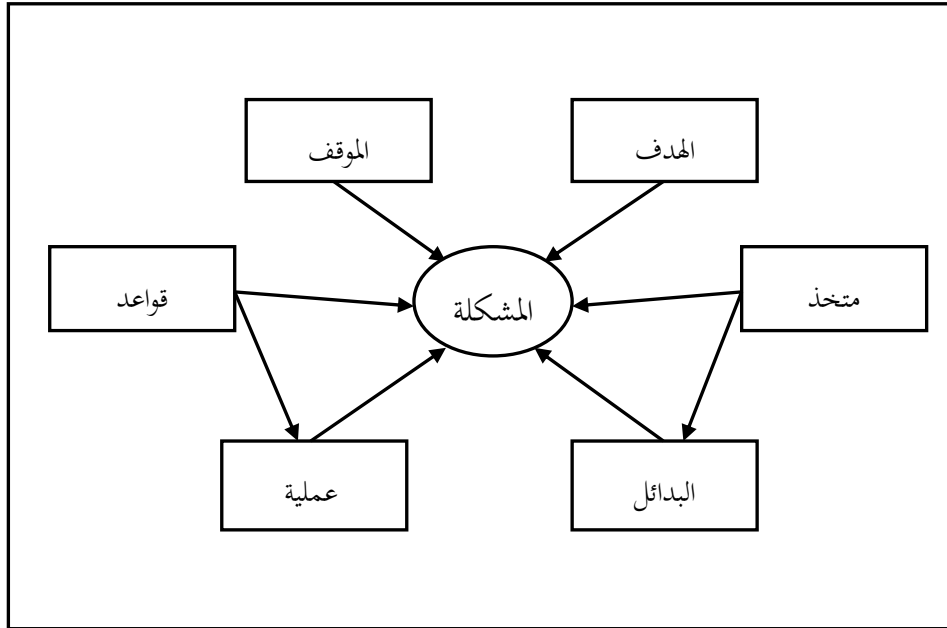 الهدف
الموقف
متخذ
المشكلة
قواعد
البدائل
عملية